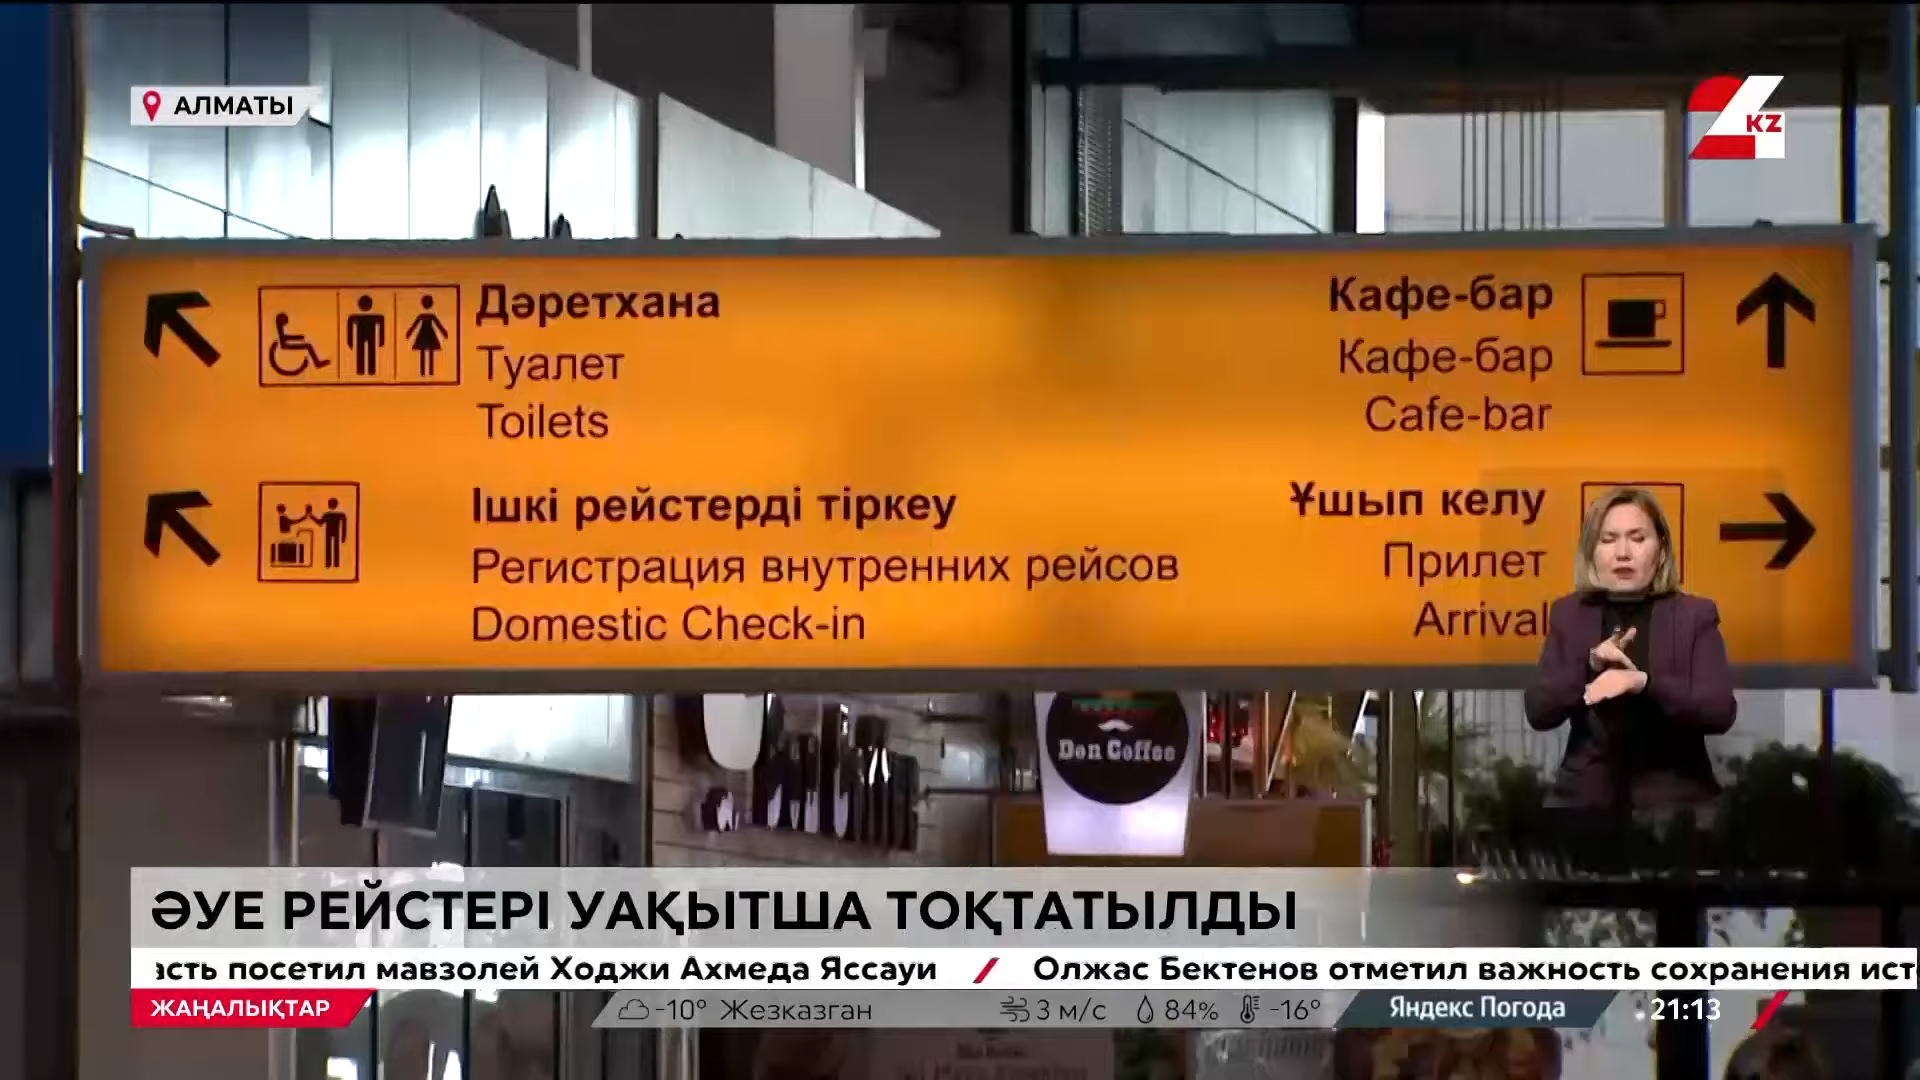 АЛМАТЫ
24 KZ
Дәретхана
Туалет
Toilets
Кафе-бар
Кафе-бар
Cafe-bar
Ішкі рейстерді тіркеу
Регистрация внутренних рейсов
Domestic Check-in
Ұшып келу
Прилет
Arrival
Don Coffee
ӘУЕ РЕЙСТЕРІ УАҚЫТША ТОҚТАТЫЛДЫ
посетил мавзолей Ходжи Ахмеда Яссауи / Олжас Бектенов отметил важность сохранения
ЖАҢАЛЫҚТАР
-10° Жезказган 3 м/с 84% -16° Яндекс Погода 21:13